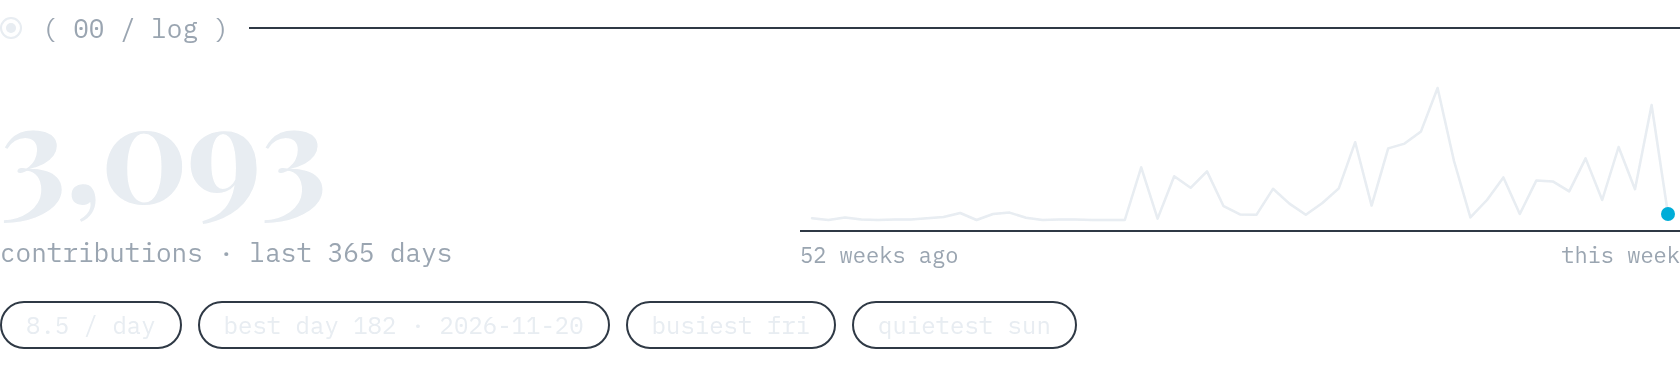 ( 00 / log )
3,093
contributions · last 365 days
52 weeks ago
this week
8.5 / day
best day 182 · 2026-11-20
busiest fri
quietest sun